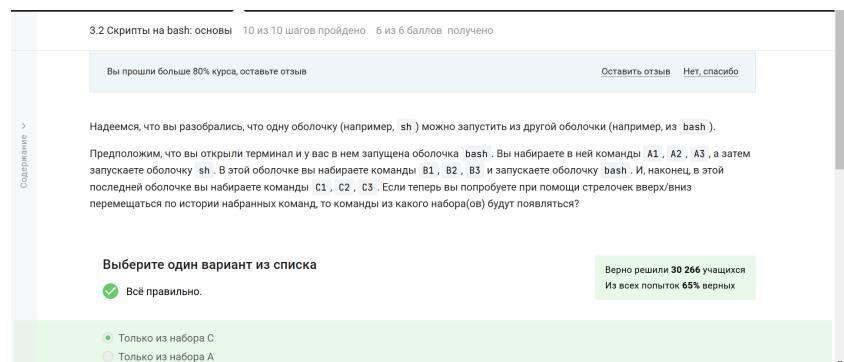 3.2 Скрипты на bash: основы 10 из 10 шагов пройдено 6 из 6 баллов получено
Вы прошли больше 80% курса, оставьте отзыв Оставить отзыв Нет, спасибо
Содержание
Надеемся, что вы разобрались, что одну оболочку (например, sh ) можно запустить из другой оболочки (например, из bash ).
Предположим, что вы открыли терминал и у вас в нем запущена оболочка bash . Вы набираете в ней команды A1 , A2 , A3 , а затем
запускаете оболочку sh . В этой оболочке вы набираете команды B1 , B2 , B3 и запускаете оболочку bash . И, наконец, в этой
последней оболочке вы набираете команды C1 , C2 , C3 . Если теперь вы попробуете при помощи стрелочек вверх/вниз
перемещаться по истории набранных команд, то команды из какого набора(ов) будут появляться?
Выберите один вариант из списка
Всё правильно.
Верно решили 30 266 учащихся
Из всех попыток 65% верных
Только из набора C
Только из набора A